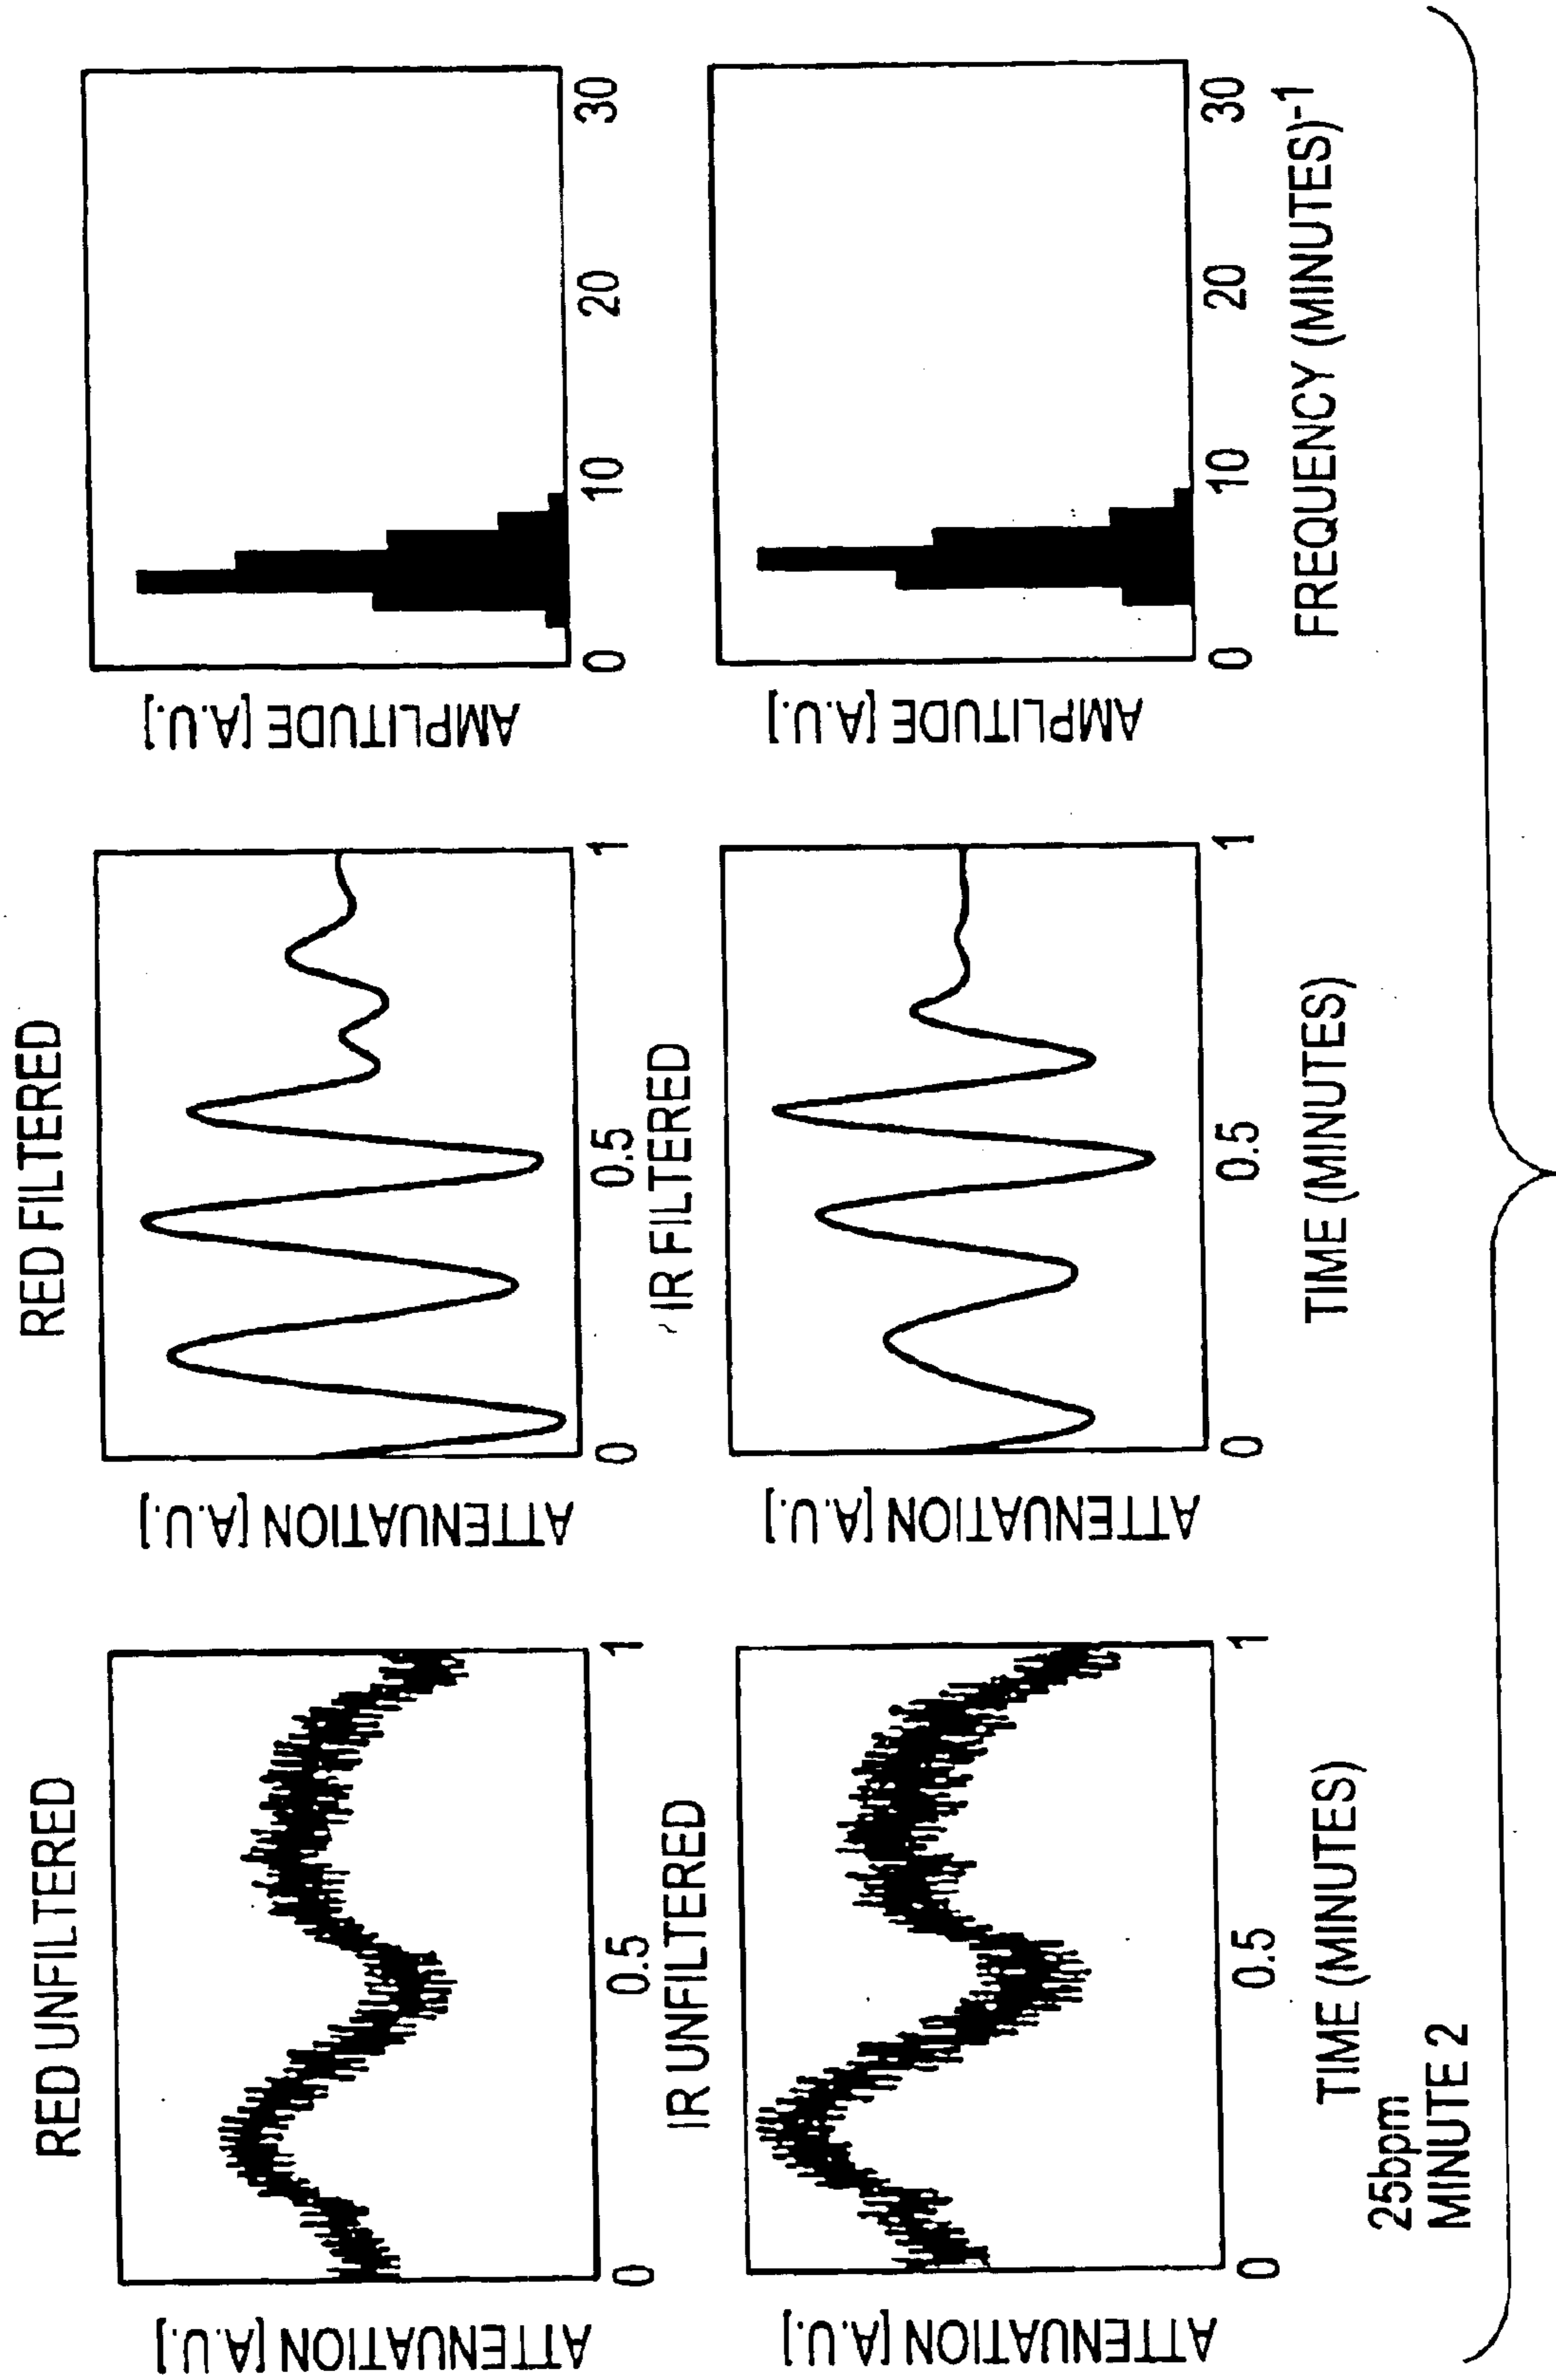 RED UNFILTERED
ATTENUATION [A.U.]
0
0.5
1
RED FILTERED
ATTENUATION [A.U.]
0
0.5
1
AMPLITUDE [A.U.]
0
10
20
30
IR UNFILTERED
ATTENUATION [A.U.]
0
0.5
1
TIME (MINUTES)
IR FILTERED
ATTENUATION [A.U.]
0
0.5
1
TIME (MINUTES)
AMPLITUDE [A.U.]
0
10
20
30
FREQUENCY (MINUTES)-1
25bpm
MINUTE 2